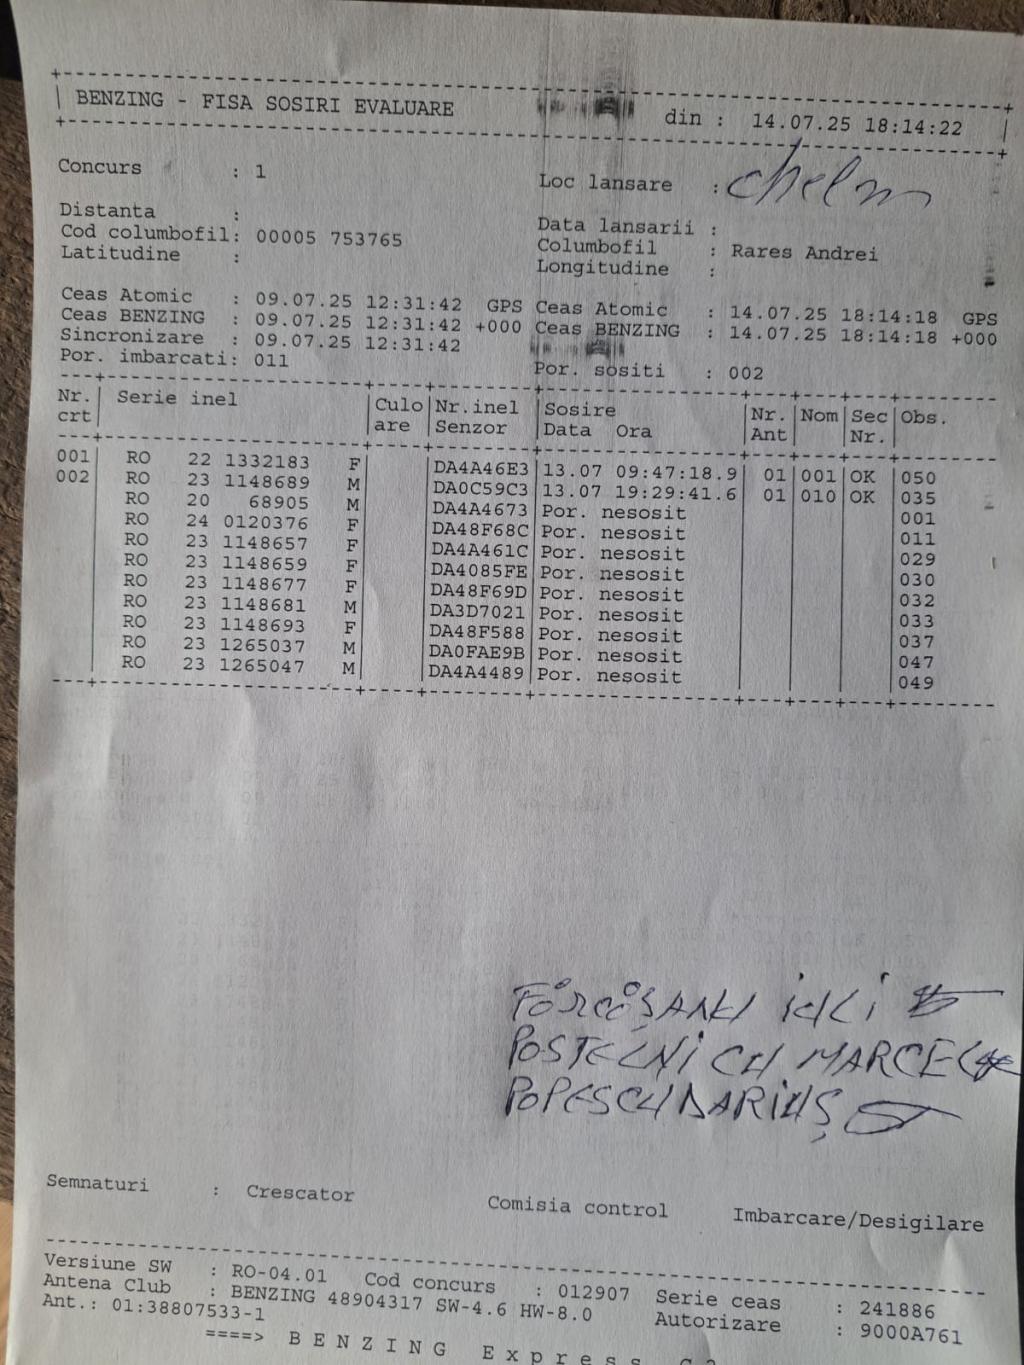 BENZING - FISA SOSIRI EVALUARE din : 14.07.25 18:14:22
Concurs : 1 Loc lansare : Chelm
Distanta : Data lansarii :
Cod columbofil: 00005 753765 Columbofil : Rares Andrei
Latitudine : Longitudine :
Ceas Atomic : 09.07.25 12:31:42 GPS Ceas Atomic : 14.07.25 18:14:18 GPS
Ceas BENZING : 09.07.25 12:31:42 +000 Ceas BENZING : 14.07.25 18:14:18 +000
Sincronizare : 09.07.25 12:31:42
Por. imbarcati: 011 Por. sositi : 002
Nr. Serie inel Culo Nr.inel Sosire Nr. Nom Sec Obs.
crt are Senzor Data Ora Ant Nr.
001 RO 22 1332183 F DA4A46E3 13.07 09:47:18.9 01 001 OK 050
002 RO 23 1148689 M DA0C59C3 13.07 19:29:41.6 01 010 OK 035
RO 20 68905 M DA4A4673 Por. nesosit 001
RO 24 0120376 F DA48F68C Por. nesosit 011
RO 23 1148657 F DA4A461C Por. nesosit 029
RO 23 1148659 F DA4085FE Por. nesosit 030
RO 23 1148677 F DA48F69D Por. nesosit 032
RO 23 1148681 M DA3D7021 Por. nesosit 033
RO 23 1148693 F DA48F588 Por. nesosit 037
RO 23 1265037 M DA0FAE9B Por. nesosit 047
RO 23 1265047 M DA4A4489 Por. nesosit 049
POSTELNICU MARCEL
POPESCU DARIUS
Semnaturi : Crescator Comisia control Imbarcare/Desigilare
Versiune SW : RO-04.01 Cod concurs : 012907 Serie ceas : 241886
Antena Club : BENZING 48904317 SW-4.6 HW-8.0 Autorizare : 9000A761
Ant.: 01:38807533-1
====> BENZING Express